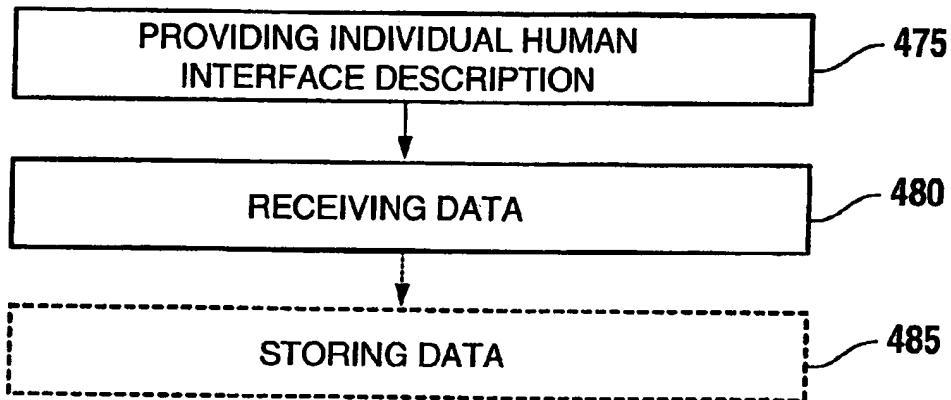 PROVIDING INDIVIDUAL HUMAN
INTERFACE DESCRIPTION
475
RECEIVING DATA
480
STORING DATA
485